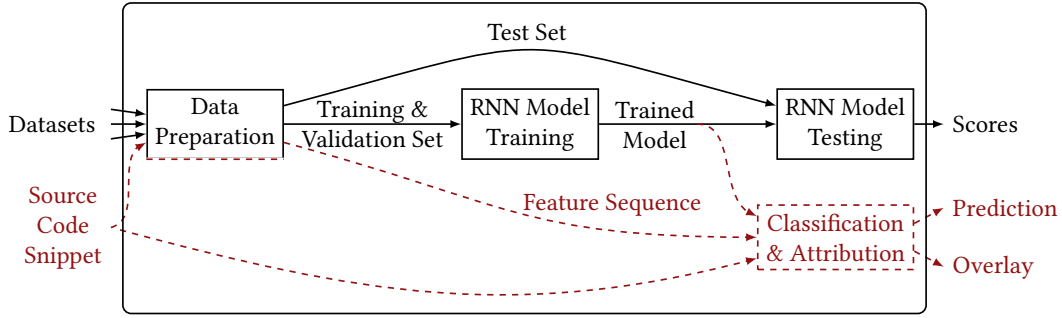 Test Set
Datasets
Data
Preparation
Training &
Validation Set
RNN Model
Training
Trained
Model
RNN Model
Testing
Scores
Source
Code
Snippet
Feature Sequence
Classification
& Attribution
Prediction
Overlay